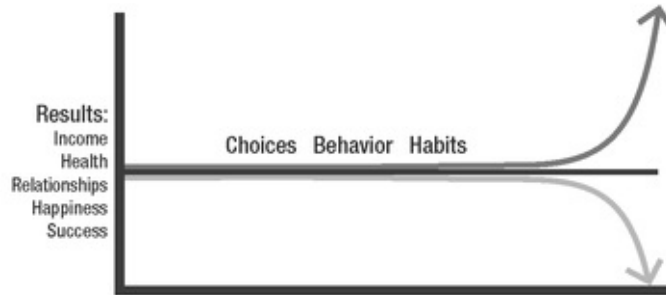 Results:
Income
Health
Relationships
Happiness
Success
Choices Behavior Habits